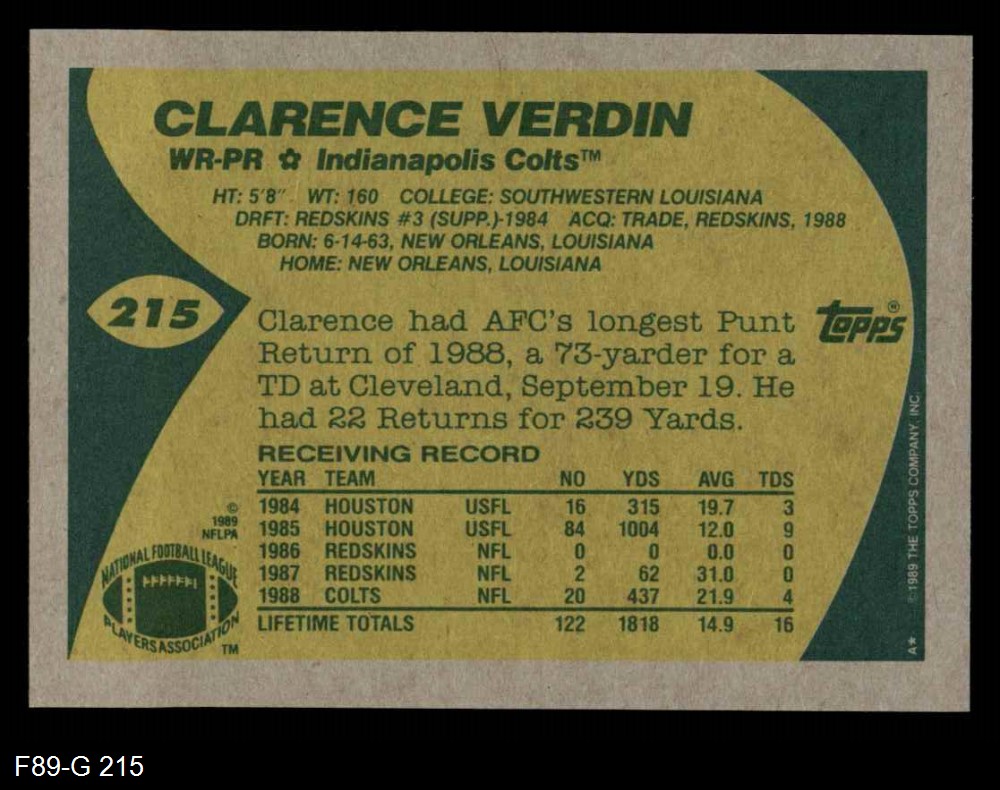 CLARENCE VERDIN
WR-PR ✿ Indianapolis Colts™
HT: 5'8" WT: 160 COLLEGE: SOUTHWESTERN LOUISIANA
DRFT: REDSKINS #3 (SUPP.)-1984 ACQ: TRADE, REDSKINS, 1988
BORN: 6-14-63, NEW ORLEANS, LOUISIANA
HOME: NEW ORLEANS, LOUISIANA
215
topps®
Clarence had AFC's longest Punt
Return of 1988, a 73-yarder for a
TD at Cleveland, September 19. He
had 22 Returns for 239 Yards.
RECEIVING RECORD
YEAR TEAM NO YDS AVG TDS
1984 HOUSTON USFL 16 315 19.7 3
1985 HOUSTON USFL 84 1004 12.0 9
1986 REDSKINS NFL 0 0 0.0 0
1987 REDSKINS NFL 2 62 31.0 0
1988 COLTS NFL 20 437 21.9 4
LIFETIME TOTALS 122 1818 14.9 16
©
1989
NFLPA
NATIONAL FOOTBALL LEAGUE
PLAYERS ASSOCIATION
TM
©1989 THE TOPPS COMPANY, INC.
A*
F89-G 215